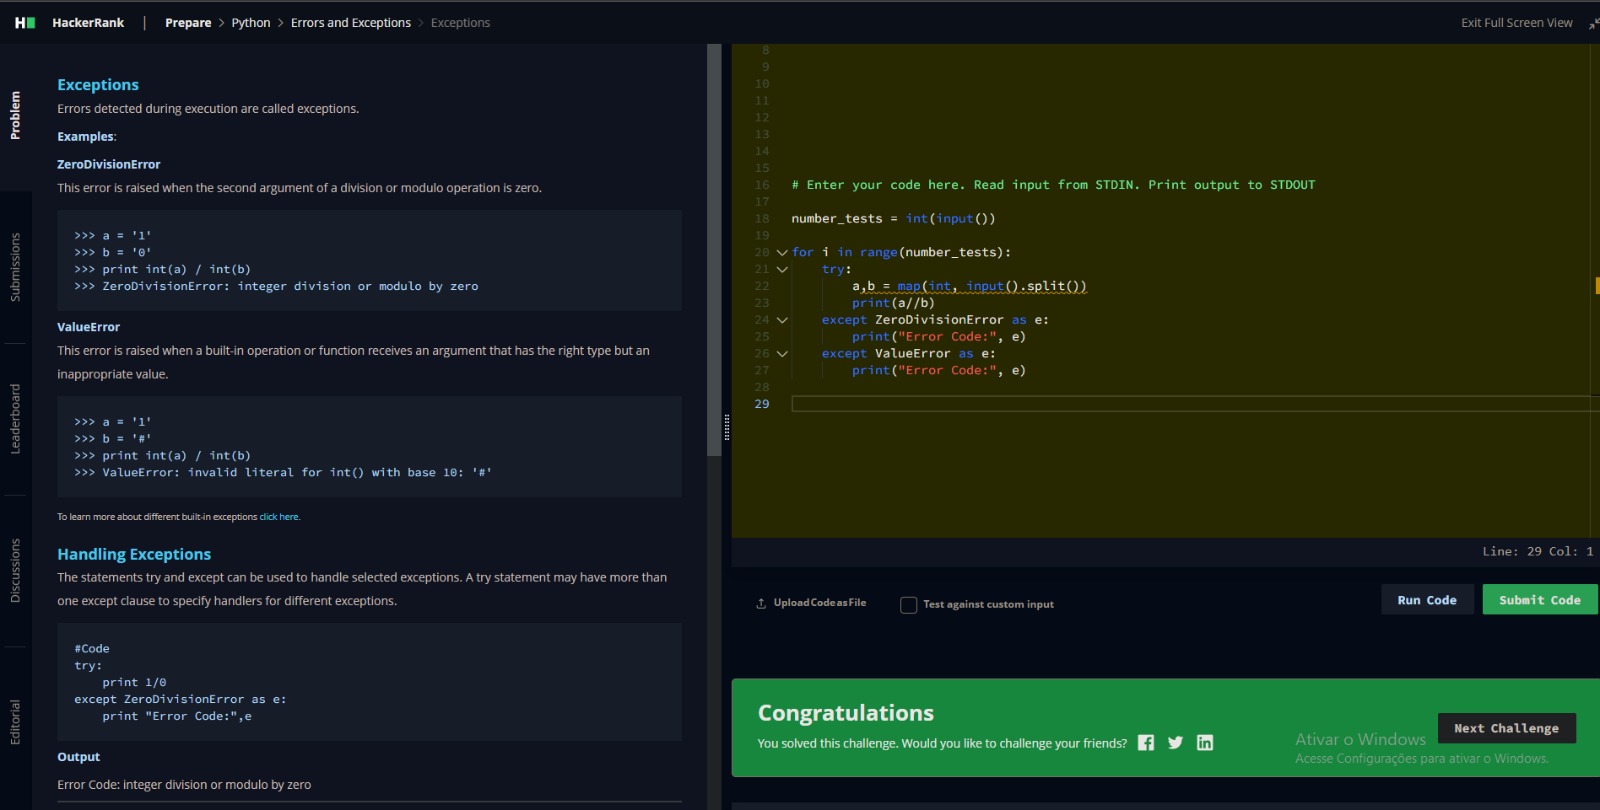 H HackerRank | Prepare > Python > Errors and Exceptions > Exceptions
Exit Full Screen View
Problem
Submissions
Leaderboard
Discussions
Editorial
Exceptions
Errors detected during execution are called exceptions.
Examples:
ZeroDivisionError
This error is raised when the second argument of a division or modulo operation is zero.
>>> a = '1'
>>> b = '0'
>>> print int(a) / int(b)
>>> ZeroDivisionError: integer division or modulo by zero
ValueError
This error is raised when a built-in operation or function receives an argument that has the right type but an
inappropriate value.
>>> a = '1'
>>> b = '#'
>>> print int(a) / int(b)
>>> ValueError: invalid literal for int() with base 10: '#'
To learn more about different built-in exceptions click here.
Handling Exceptions
The statements try and except can be used to handle selected exceptions. A try statement may have more than
one except clause to specify handlers for different exceptions.
#Code
try:
    print 1/0
except ZeroDivisionError as e:
    print "Error Code:",e
Output
Error Code: integer division or modulo by zero
8
9
10
11
12
13
14
15
16 # Enter your code here. Read input from STDIN. Print output to STDOUT
17
18 number_tests = int(input())
19
20 for i in range(number_tests):
21     try:
22         a,b = map(int, input().split())
23         print(a//b)
24     except ZeroDivisionError as e:
25         print("Error Code:", e)
26     except ValueError as e:
27         print("Error Code:", e)
28
29
Line: 29 Col: 1
Upload Code as File
Test against custom input
Run Code
Submit Code
Congratulations
You solved this challenge. Would you like to challenge your friends?
Next Challenge
Ativar o Windows
Acesse Configurações para ativar o Windows.